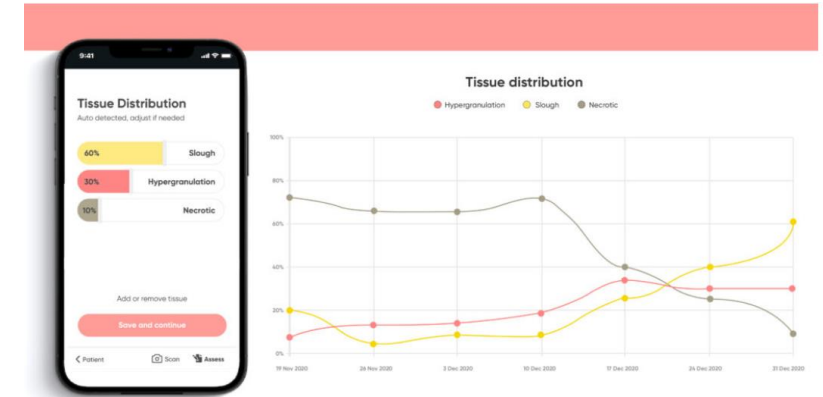 9:41
Tissue Distribution
Auto detected, adjust if needed
60% Slough
30% Hypergranulation
10% Necrotic
Add or remove tissue
Save and continue
Patient Scan Assess
Tissue distribution
Hypergranulation Slough Necrotic
100%
80%
60%
40%
20%
0%
19 Nov 2020 26 Nov 2020 3 Dec 2020 10 Dec 2020 17 Dec 2020 24 Dec 2020 31 Dec 2020